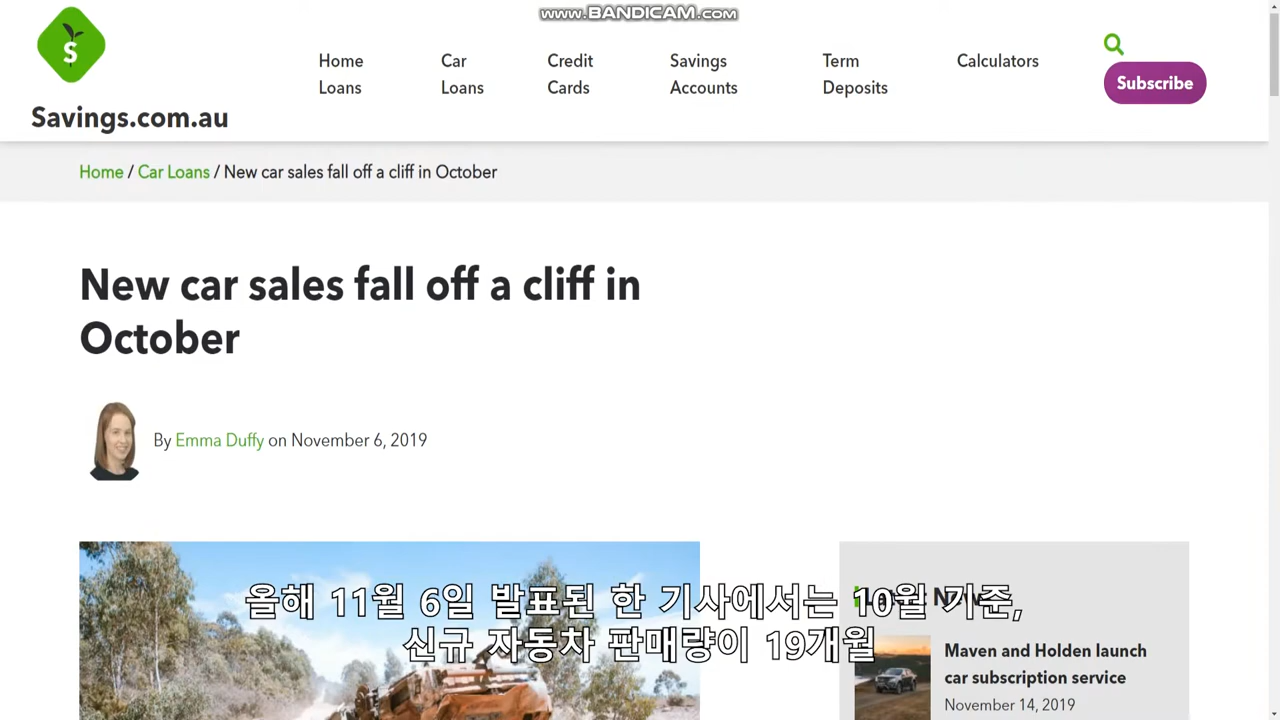 www.BANDICAM.com
Home Loans
Car Loans
Credit Cards
Savings Accounts
Term Deposits
Calculators
Subscribe
$
Savings.com.au
Home / Car Loans / New car sales fall off a cliff in October
New car sales fall off a cliff in
October
By Emma Duffy on November 6, 2019
올해 11월 6일 발표된 한 기사에서는 10월 기준,
신규 자동차 판매량이 19개월
Maven and Holden launch
car subscription service
November 14, 2019